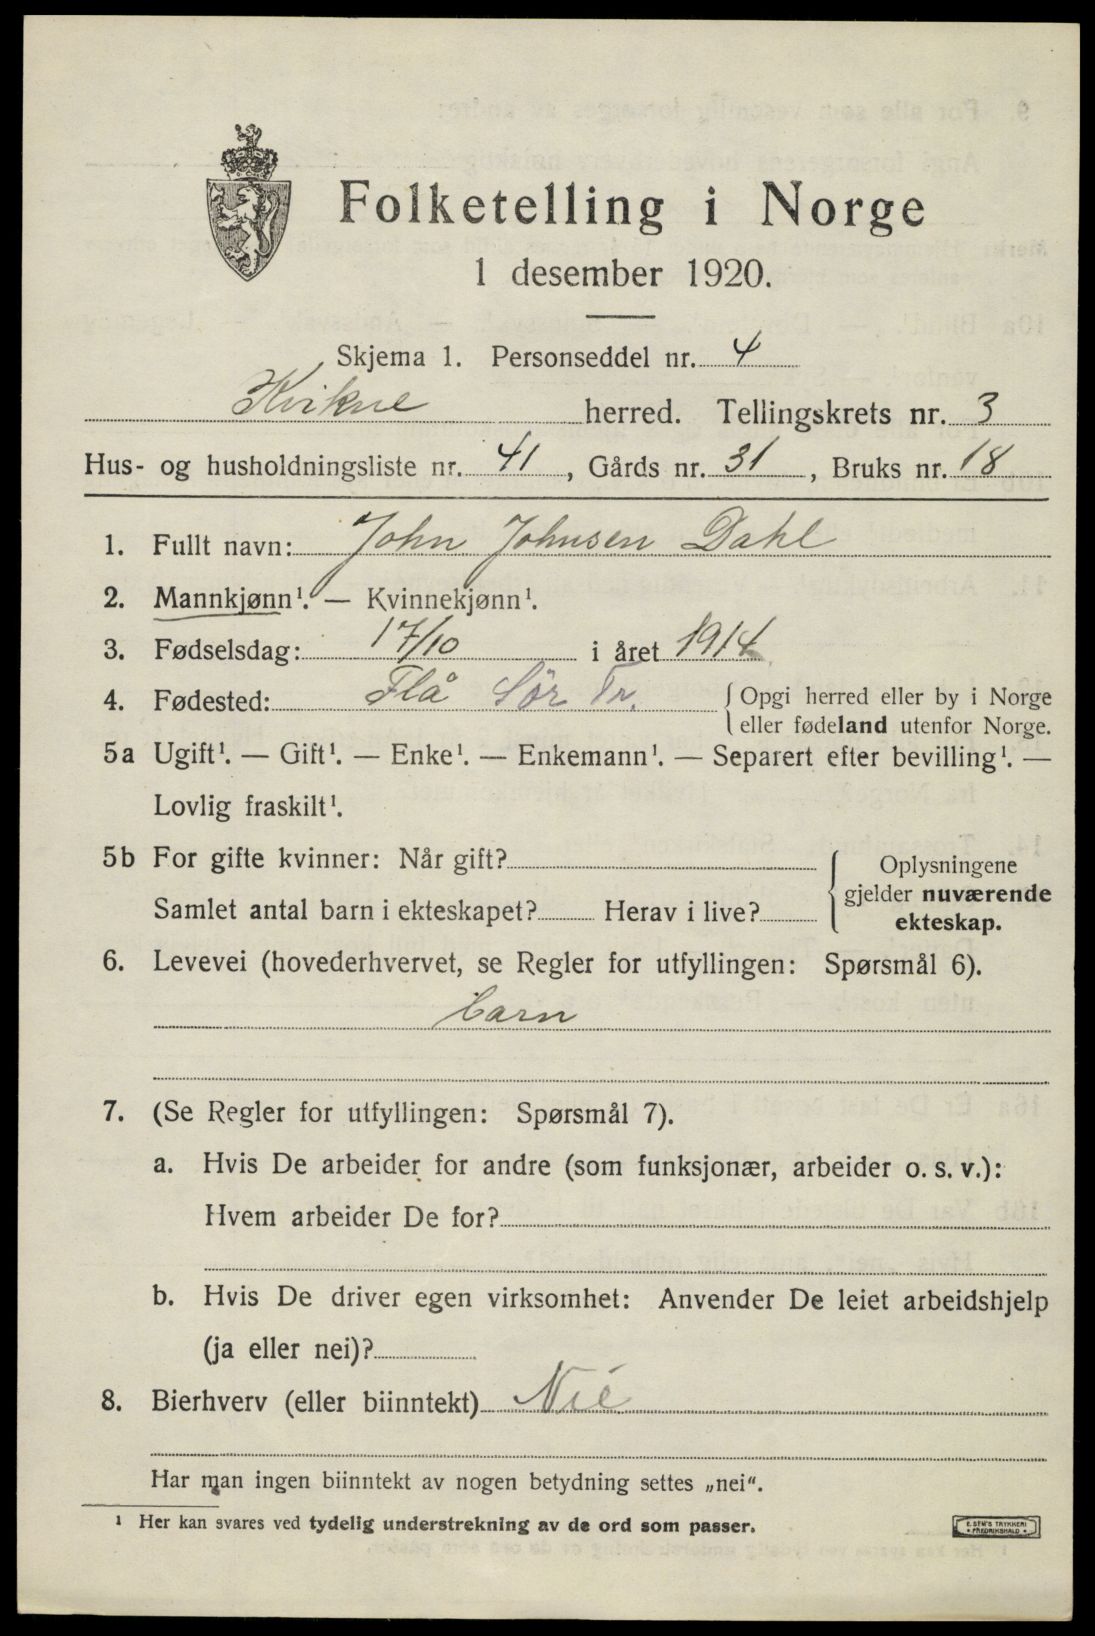 Folketelling i Norge
1 desember 1920.
Skjema 1. Personseddel nr. 4
Kvikne herred. Tellingskrets nr. 3
Hus- og husholdningsliste nr. 41, Gårds nr. 31, Bruks nr. 18
1. Fullt navn: John Johnsen Dahl
2. Mannkjønn¹. — Kvinnekjønn¹.
3. Fødselsdag: 17/10 i året 1914
4. Fødested: Flå Sör Tr. { Opgi herred eller by i Norge
eller fødeland utenfor Norge.
5a Ugift¹. — Gift¹. — Enke¹. — Enkemann¹. — Separert efter bevilling¹. —
Lovlig fraskilt¹.
5b For gifte kvinner: Når gift?
Samlet antal barn i ekteskapet? Herav i live?
{ Oplysningene
gjelder nuværende
ekteskap.
6. Levevei (hovederhvervet, se Regler for utfyllingen: Spørsmål 6).
barn
7. (Se Regler for utfyllingen: Spørsmål 7).
a. Hvis De arbeider for andre (som funksjonær, arbeider o. s. v.):
Hvem arbeider De for?
b. Hvis De driver egen virksomhet: Anvender De leiet arbeidshjelp
(ja eller nei)?
8. Bierhverv (eller biinntekt) Nié
Har man ingen biinntekt av nogen betydning settes „nei“.
¹ Her kan svares ved tydelig understrekning av de ord som passer.
E. SEM'S TRYKKERI
• FREDRIKSHALD •